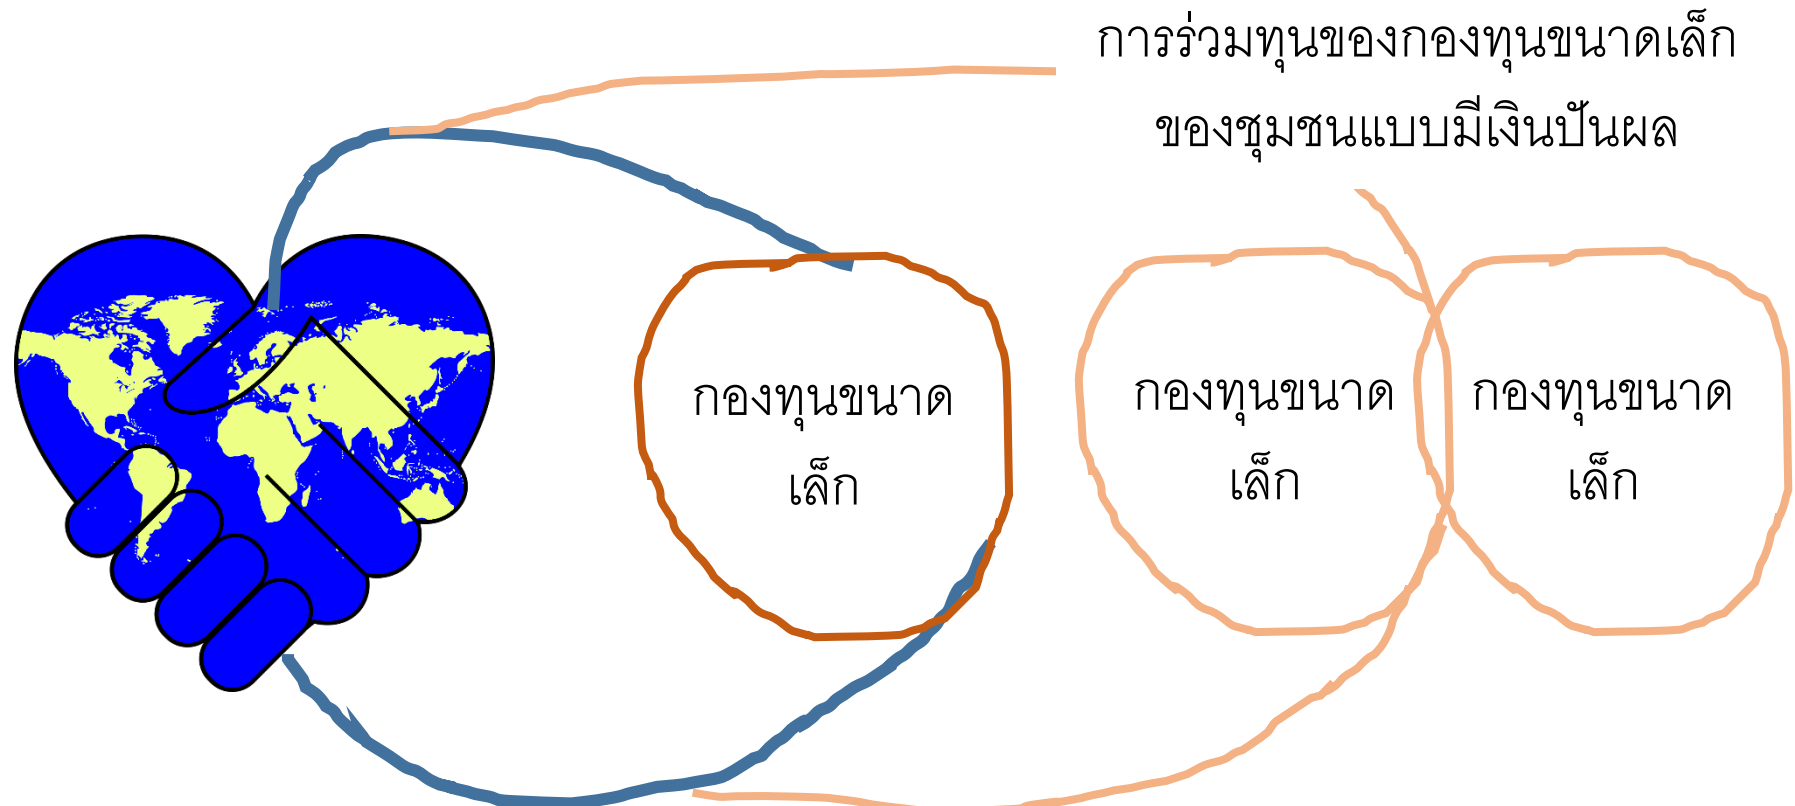 การร่วมทุนของกองทุนขนาดเล็ก
ของชุมชนแบบมีเงินปันผล
กองทุนขนาด
เล็ก
กองทุนขนาด
เล็ก
กองทุนขนาด
เล็ก